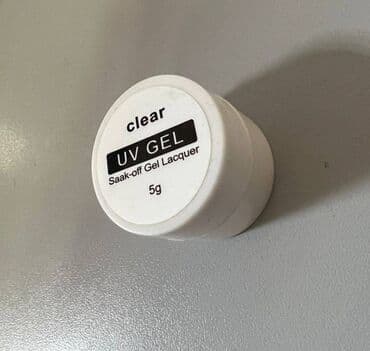 clear
UV GEL
Saak-off Gel Lacquer
5g